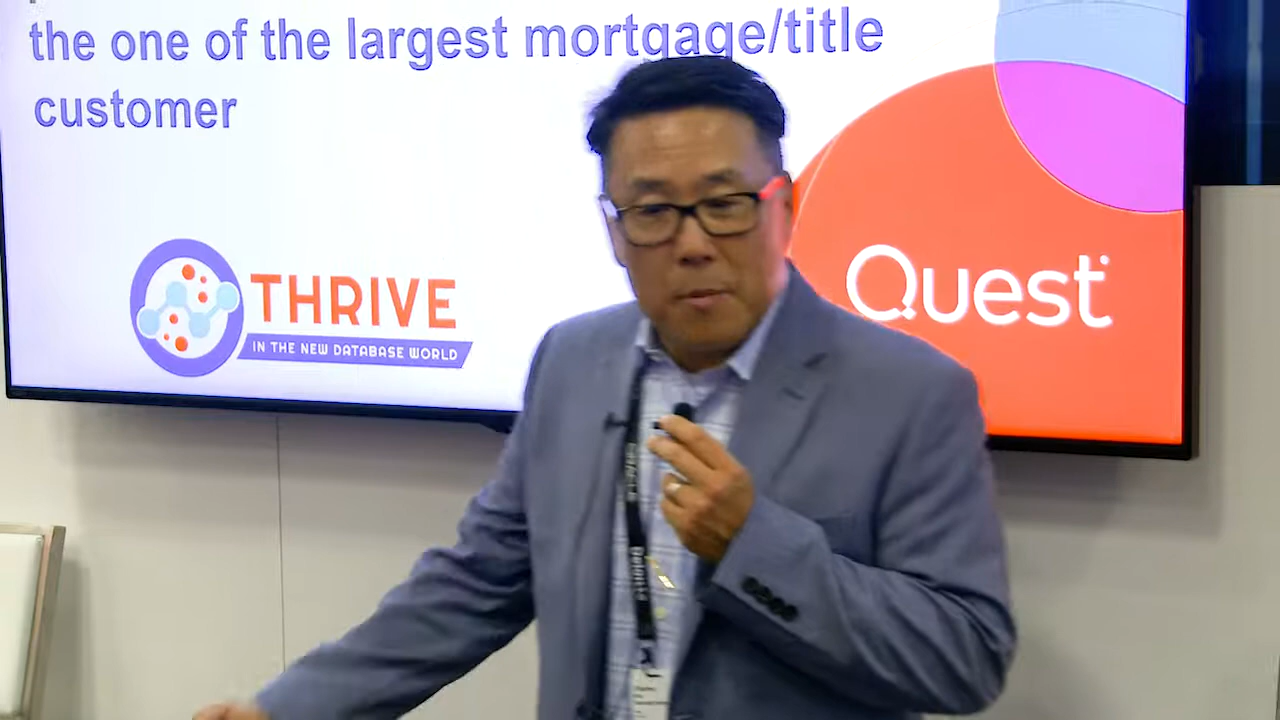 the one of the largest mortgage/title
customer
THRIVE
IN THE NEW DATABASE WORLD
Quest